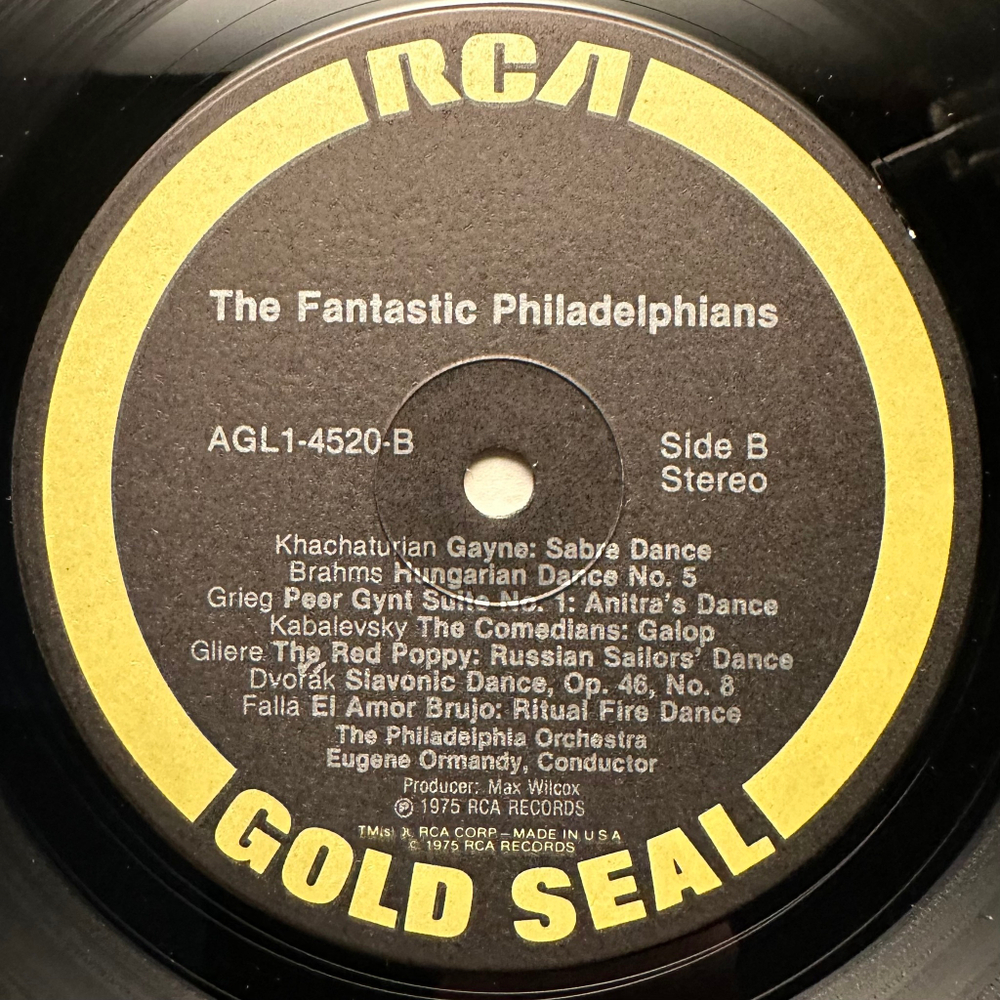 RCA
The Fantastic Philadelphians
AGL1-4520-B
Side B
Stereo
Khachaturian Gayne: Sabre Dance
Brahms Hungarian Dance No. 5
Grieg Peer Gynt Suite No. 1: Anitra's Dance
Kabalevsky The Comedians: Galop
Gliere The Red Poppy: Russian Sailors' Dance
Dvořák Slavonic Dance, Op. 46, No. 8
Falla El Amor Brujo: Ritual Fire Dance
The Philadelphia Orchestra
Eugene Ormandy, Conductor
Producer: Max Wilcox
℗ 1975 RCA RECORDS
TM(s) RCA CORP – MADE IN U S A
© 1975 RCA RECORDS
GOLD SEAL